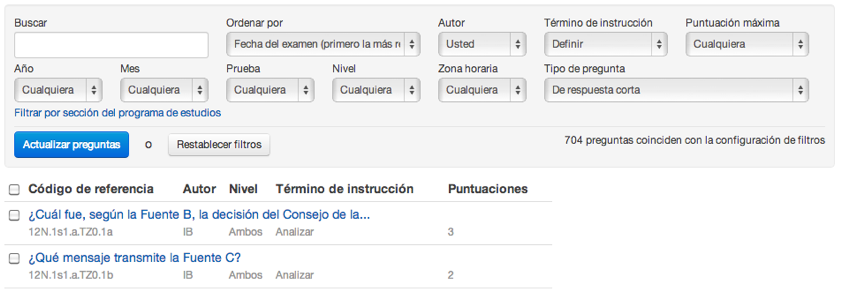 Buscar Ordenar por Autor Término de instrucción Puntuación máxima
Fecha del examen (primero la más re Usted Definir Cualquiera
Año Mes Prueba Nivel Zona horaria Tipo de pregunta
Cualquiera Cualquiera Cualquiera Cualquiera Cualquiera De respuesta corta
Filtrar por sección del programa de estudios
Actualizar preguntas o Restablecer filtros 704 preguntas coinciden con la configuración de filtros
Código de referencia Autor Nivel Término de instrucción Puntuaciones
¿Cuál fue, según la Fuente B, la decisión del Consejo de la...
12N.1s1.a.TZ0.1a IB Ambos Analizar 3
¿Qué mensaje transmite la Fuente C?
12N.1s1.a.TZ0.1b IB Ambos Analizar 2